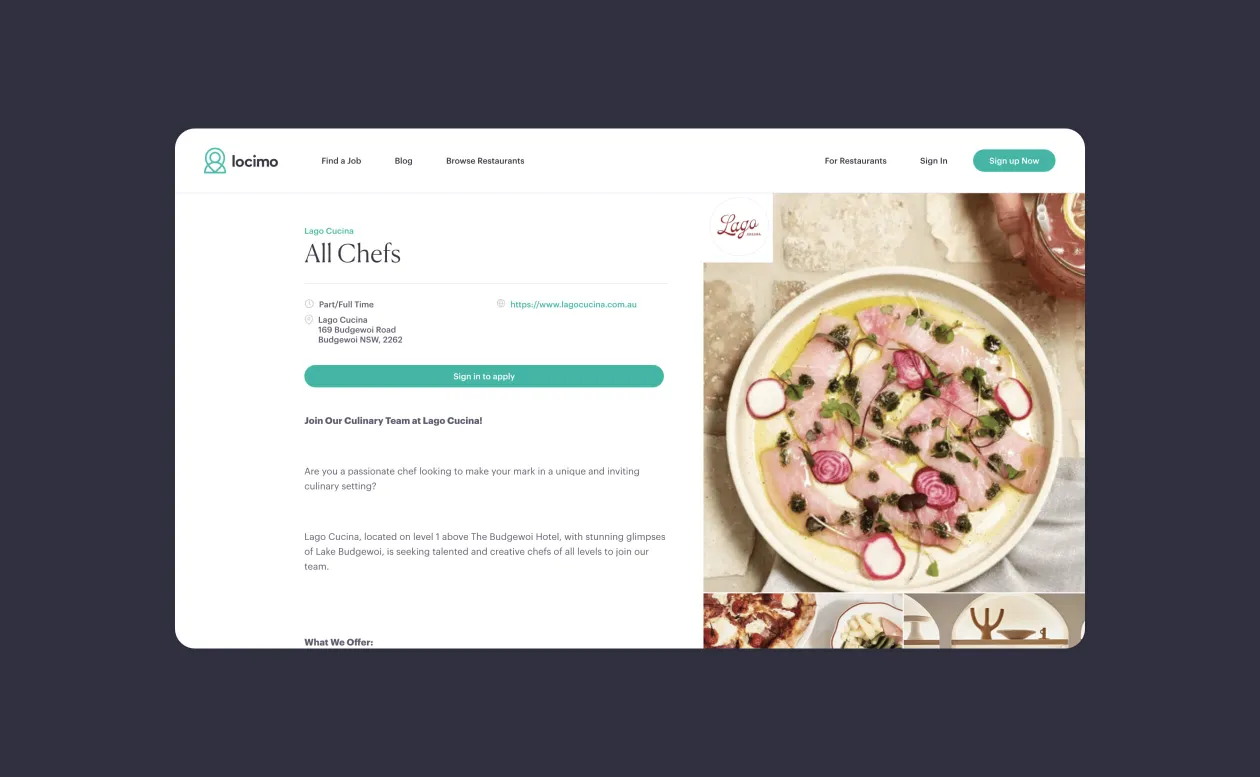 locimo
Find a Job
Blog
Browse Restaurants
For Restaurants
Sign In
Sign up Now
Lago Cucina
All Chefs
Part/Full Time
https://www.lagocucina.com.au
Lago Cucina
169 Budgewoi Road
Budgewoi NSW, 2262
Sign in to apply
Join Our Culinary Team at Lago Cucina!
Are you a passionate chef looking to make your mark in a unique and inviting
culinary setting?
Lago Cucina, located on level 1 above The Budgewoi Hotel, with stunning glimpses
of Lake Budgewoi, is seeking talented and creative chefs of all levels to join our
team.
What We Offer:
Lago